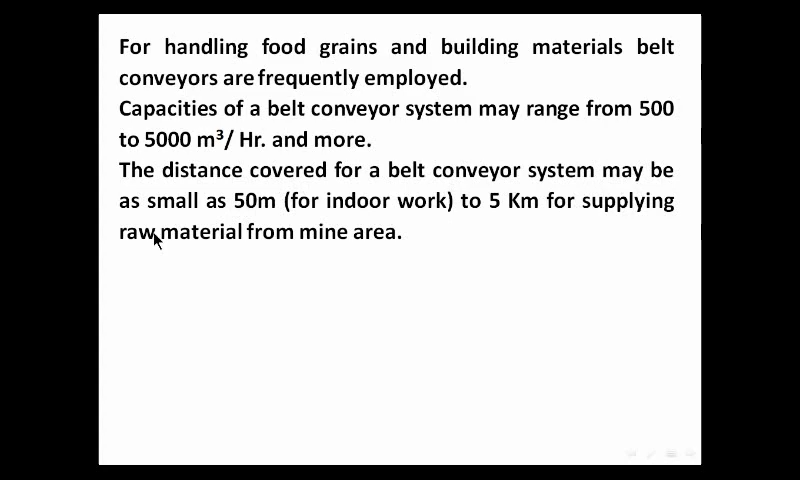 For handling food grains and building materials belt
conveyors are frequently employed.
Capacities of a belt conveyor system may range from 500
to 5000 m³/ Hr. and more.
The distance covered for a belt conveyor system may be
as small as 50m (for indoor work) to 5 Km for supplying
raw material from mine area.